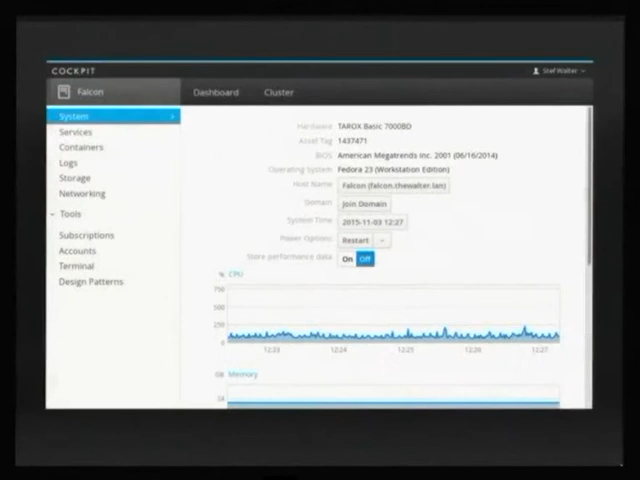 COCKPIT
Stef Walter
Falcon
Dashboard
Cluster
System
Services
Containers
Logs
Storage
Networking
Tools
Subscriptions
Accounts
Terminal
Design Patterns
Hardware TAROX Basic 7000BD
Asset Tag 1437471
BIOS American Megatrends Inc. 2001 (06/16/2014)
Operating System Fedora 23 (Workstation Edition)
Host Name Falcon (falcon.thewalter.lan)
Domain Join Domain
System Time 2015-11-03 12:27
Power Options Restart
Store performance data On Off
% CPU
750
500
250
0
12:23 12:24 12:25 12:26 12:27
GB Memory